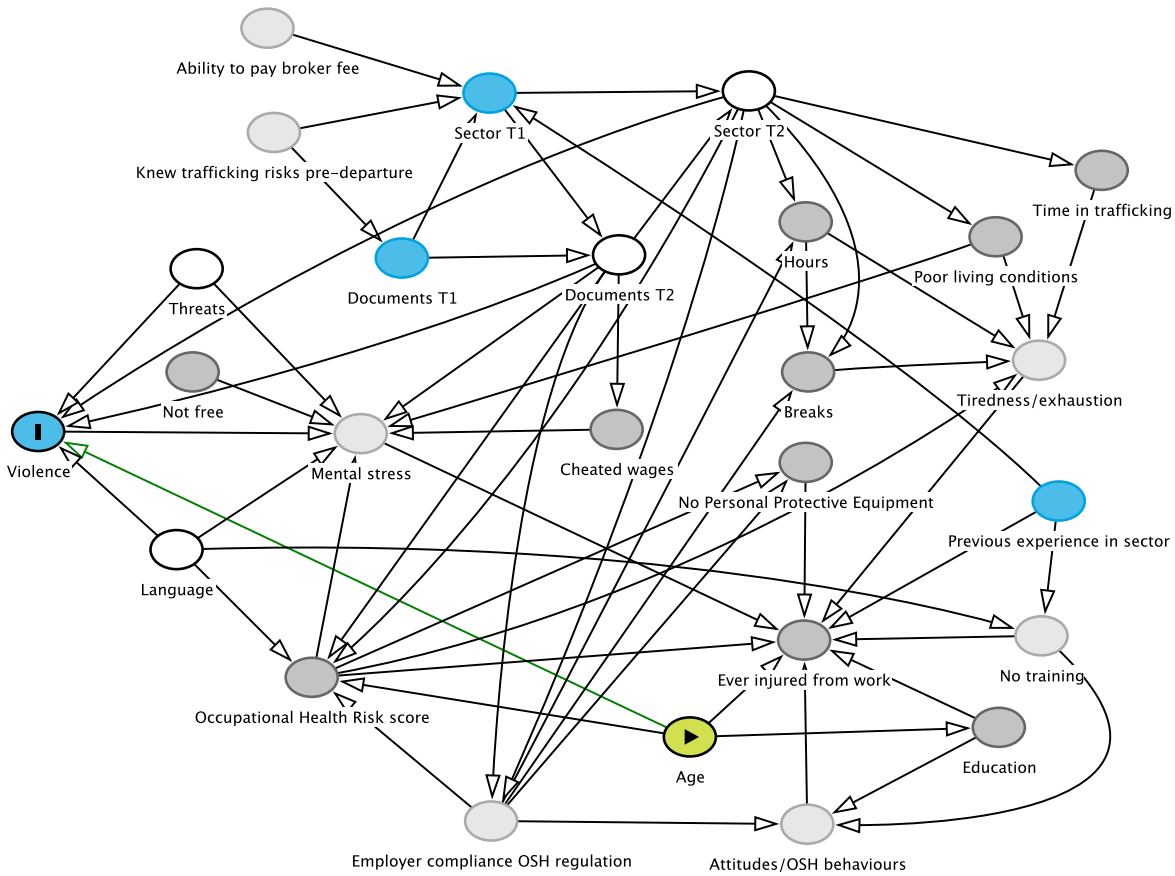 Ability to pay broker fee
Sector T1
Sector T2
Knew trafficking risks pre-departure
Time in trafficking
Hours
Poor living conditions
Documents T1
Documents T2
Threats
Not free
Breaks
Tiredness/exhaustion
Violence
Mental stress
Cheated wages
No Personal Protective Equipment
Previous experience in sector
Language
Ever injured from work
No training
Occupational Health Risk score
Age
Education
Employer compliance OSH regulation
Attitudes/OSH behaviours